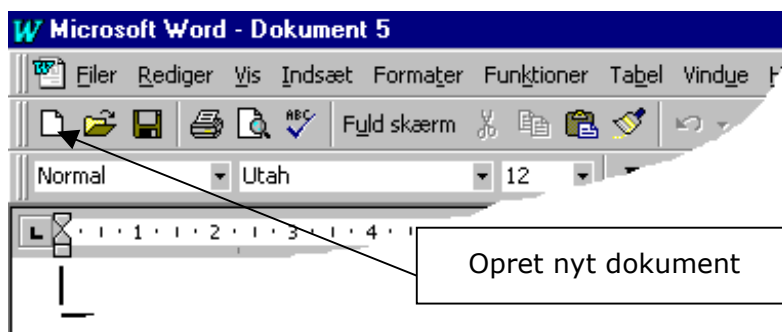 Microsoft Word - Dokument 5
Filer Rediger Vis Indsæt Formater Funktioner Tabel Vindue
ABC Fuld skærm
Normal Utah 12
L 1 2 3 4
Opret nyt dokument